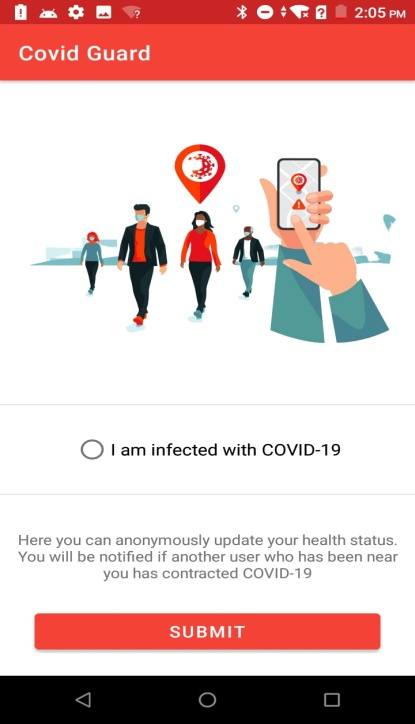 2:05 PM
Covid Guard
I am infected with COVID-19
Here you can anonymously update your health status.
You will be notified if another user who has been near
you has contracted COVID-19
SUBMIT